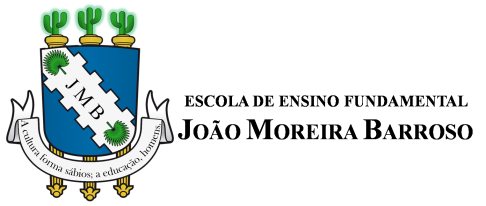 JMB
A cultura forma sábios; a educação, homens.
ESCOLA DE ENSINO FUNDAMENTAL
JOÃO MOREIRA BARROSO